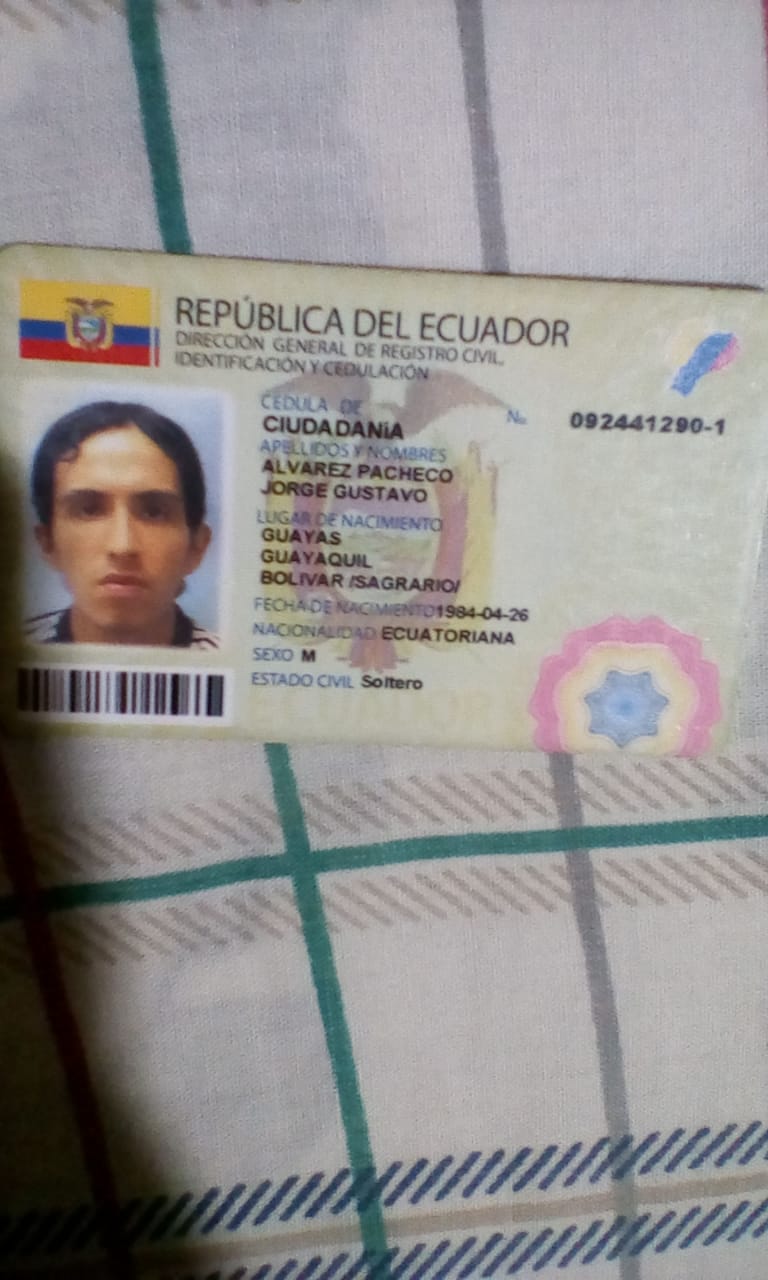 REPÚBLICA DEL ECUADOR
DIRECCIÓN GENERAL DE REGISTRO CIVIL,
IDENTIFICACIÓN Y CEDULACIÓN
CÉDULA DE
CIUDADANíA
No. 092441290-1
APELLIDOS Y NOMBRES
ALVAREZ PACHECO
JORGE GUSTAVO
LUGAR DE NACIMIENTO
GUAYAS
GUAYAQUIL
BOLIVAR /SAGRARIO/
FECHA DE NACIMIENTO 1984-04-26
NACIONALIDAD ECUATORIANA
SEXO M
ESTADO CIVIL Soltero
ECUADOR